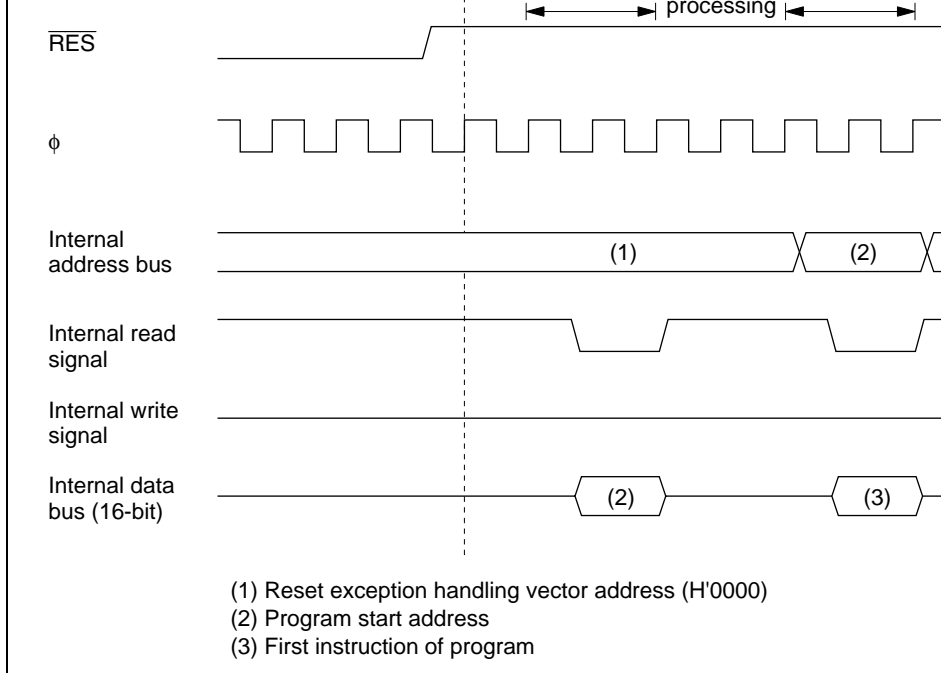 processing
RES
ϕ
Internal
address bus
(1)
(2)
Internal read
signal
Internal write
signal
Internal data
bus (16-bit)
(2)
(3)
(1) Reset exception handling vector address (H'0000)
(2) Program start address
(3) First instruction of program